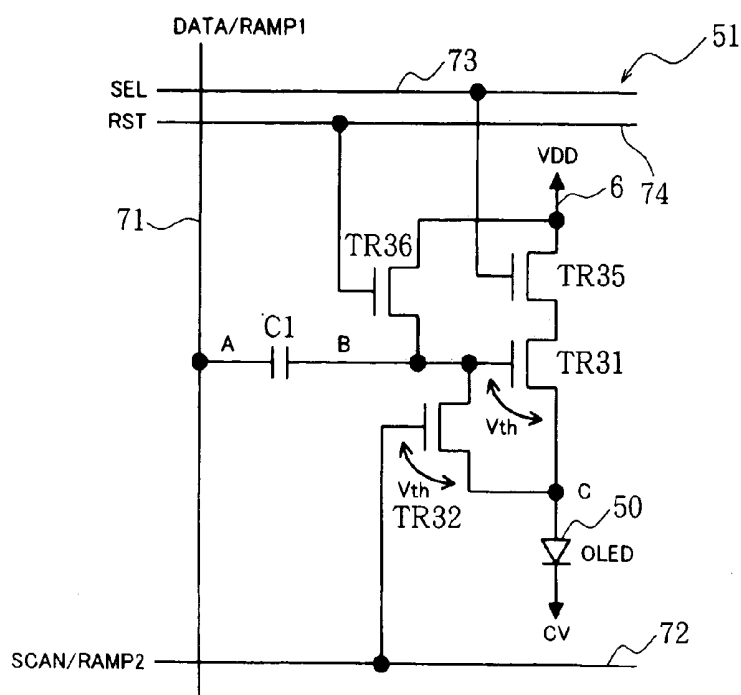 DATA/RAMP1
51
73
SEL
RST
VDD
6
74
71
TR36
TR35
C1
A
B
TR31
Vth
Vth
C
TR32
50
OLED
CV
72
SCAN/RAMP2